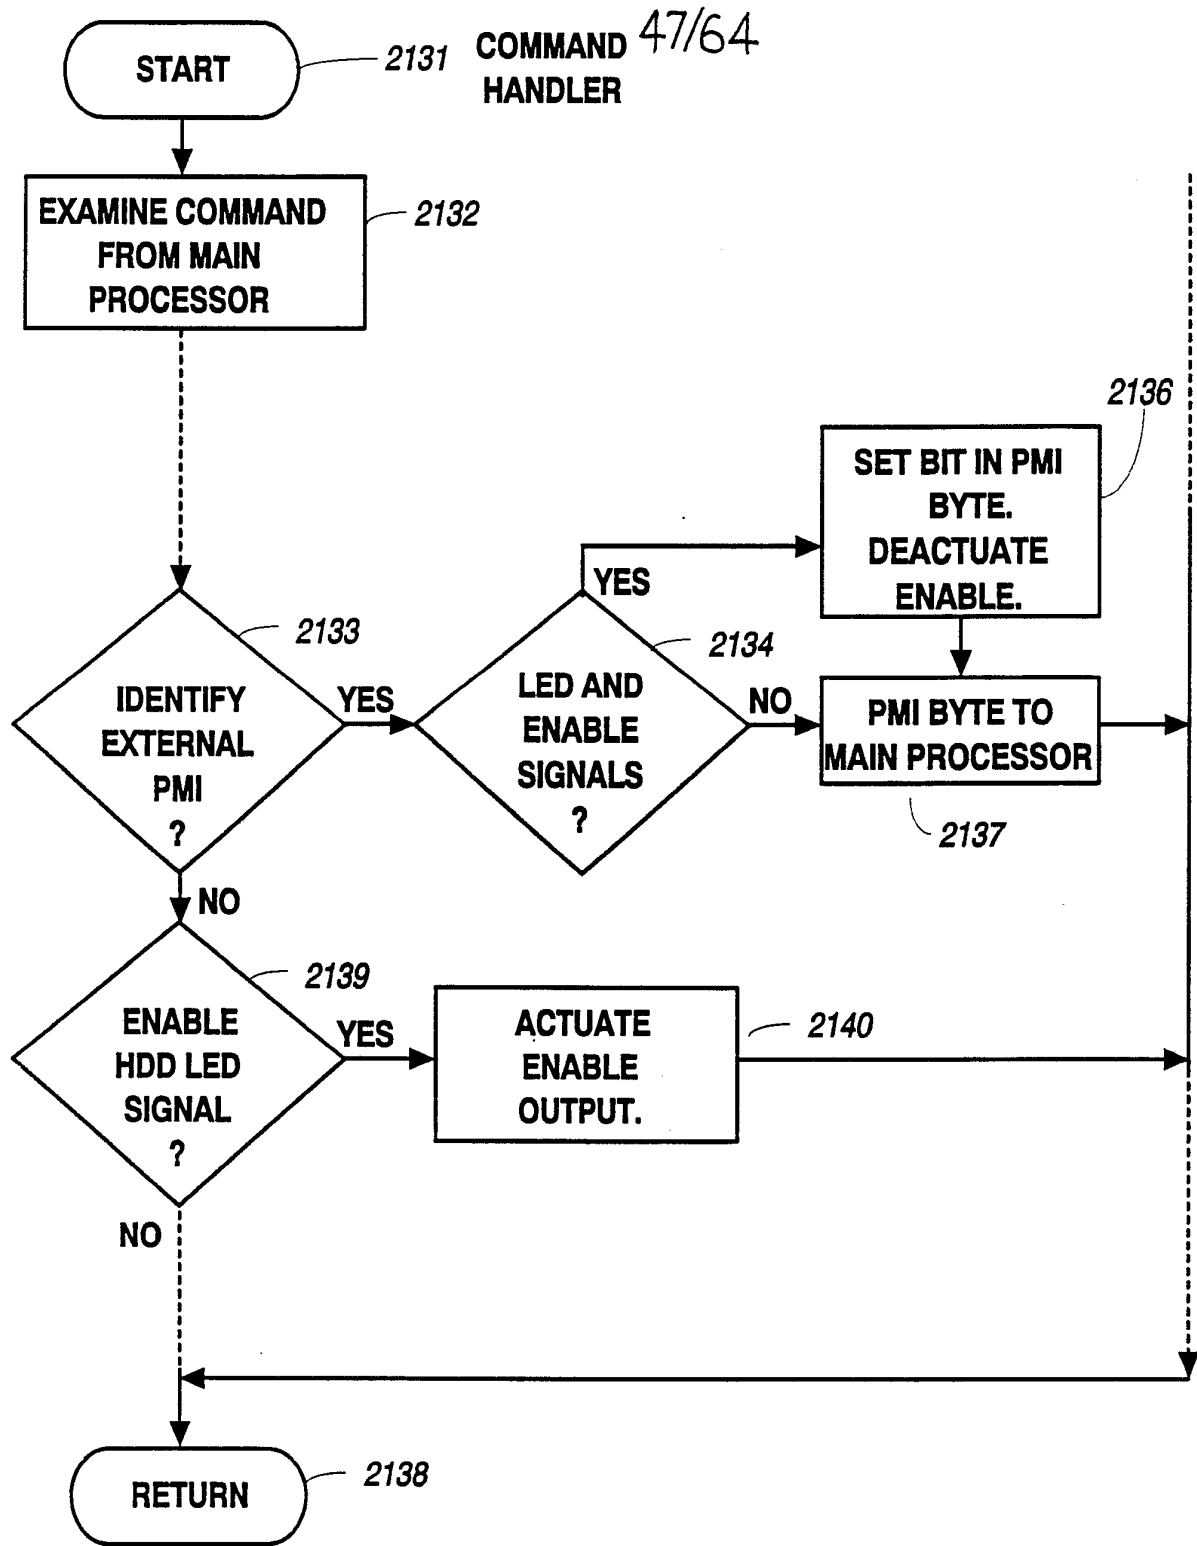 START
2131
COMMAND
HANDLER
47/64
EXAMINE COMMAND
FROM MAIN
PROCESSOR
2132
2136
SET BIT IN PMI
BYTE.
DEACTUATE
ENABLE.
YES
2133
IDENTIFY
EXTERNAL
PMI
?
YES
2134
LED AND
ENABLE
SIGNALS
?
NO
PMI BYTE TO
MAIN PROCESSOR
2137
NO
2139
ENABLE
HDD LED
SIGNAL
?
YES
ACTUATE
ENABLE
OUTPUT.
2140
NO
RETURN
2138